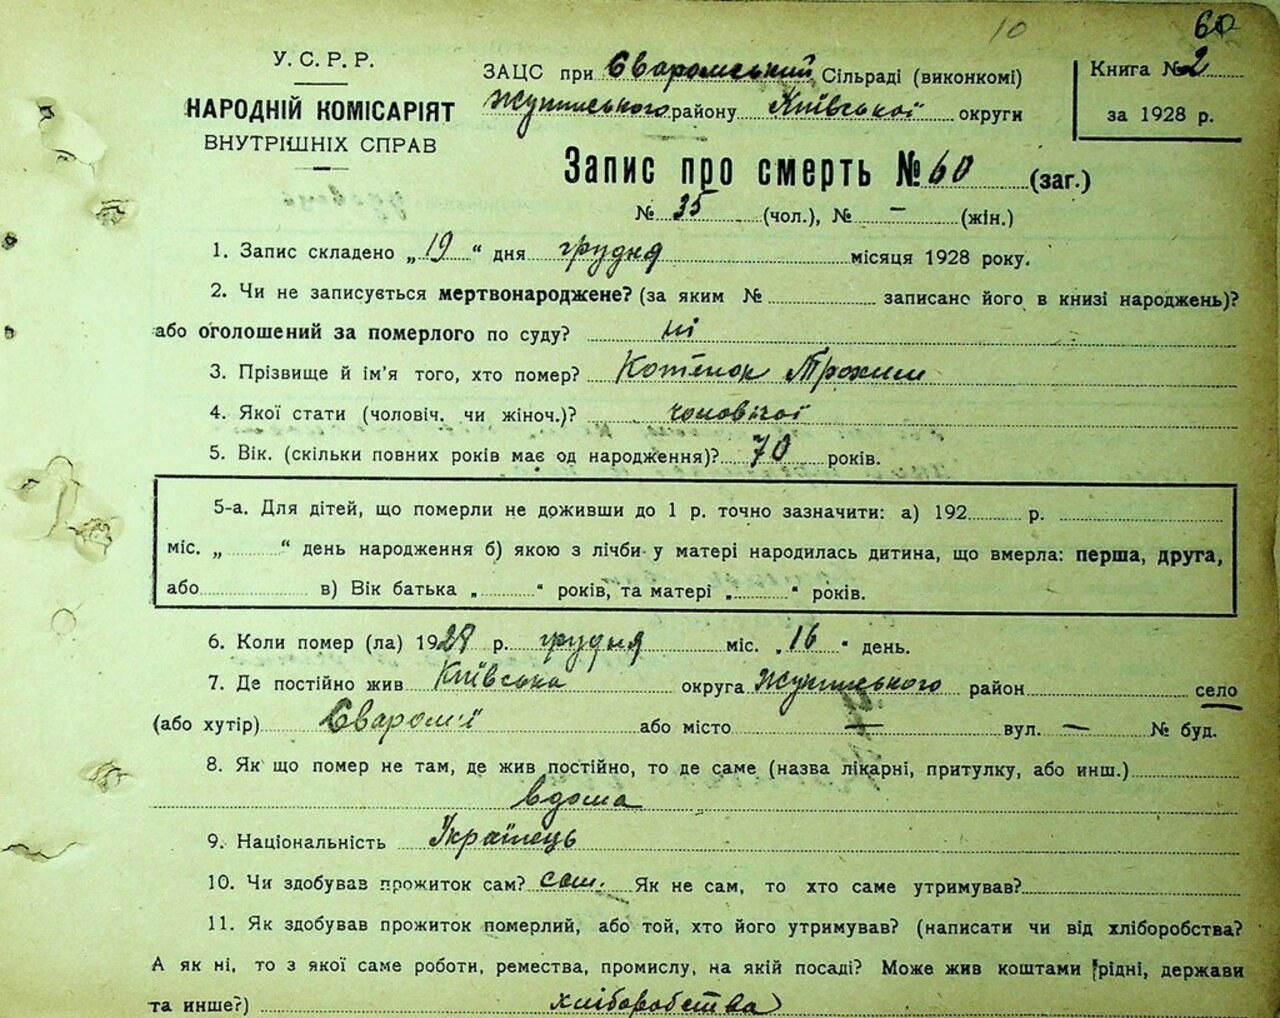 10
60
У. С. Р. Р.
НАРОДНІЙ КОМІСАРІЯТ
ВНУТРІШНІХ СПРАВ
ЗАЦС при Сваромський Сільраді (виконкомі)
району Київської округи
Книга № 2
за 1928 р.
Запис про смерть № 60 (заг.)
№ 35 (чол.), № — (жін.)
1. Запис складено „ 19 “ дня грудня місяця 1928 року.
2. Чи не записується мертвонароджене? (за яким № записане його в книзі народжень)?
або оголошений за померлого по суду? ні
3. Прізвище й ім'я того, хто помер? Котенок Трохим
4. Якої стати (чоловіч. чи жіноч.)? чоловічої
5. Вік. (скільки повних років має од народження)? 70 років.
5-а. Для дітей, що померли не доживши до 1 р. точно зазначити: а) 192 р.
міс. „ “ день народження б) якою з лічби у матері народилась дитина, що вмерла: перша, друга,
або в) Вік батька „ “ років, та матері „ “ років.
6. Коли помер (ла) 1928 р. грудня міс. „ 16 “ день.
7. Де постійно жив Київська округа район село
(або хутір) Сваром'ї або місто — вул. — № буд.
8. Як що помер не там, де жив постійно, то де саме (назва лікарні, притулку, або инш.)
вдома
9. Національність Українець
10. Чи здобував прожиток сам? сам. Як не сам, то хто саме утримував?
11. Як здобував прожиток померлий, або той, хто його утримував? (написати чи від хліборобства?
А як ні, то з якої саме роботи, ремества, промислу, на якій посаді? Може жив коштами рідні, держави
та инше?) хліборобства